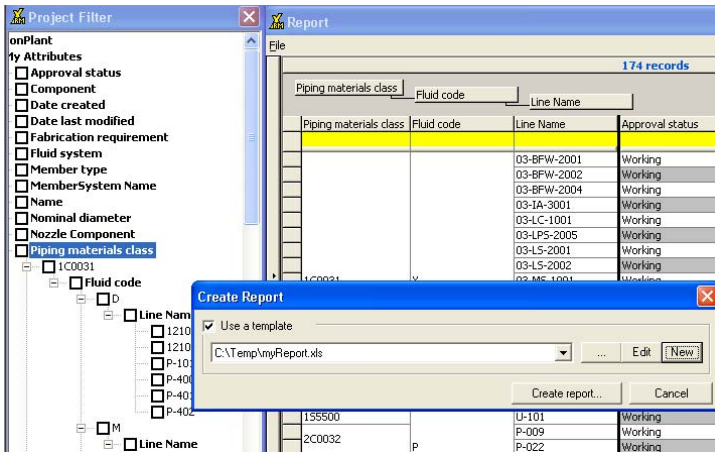 Project Filter
onPlant
Attributes
Approval status
Component
Date created
Date last modified
Fabrication requirement
Fluid system
Member type
MemberSystem Name
Name
Nominal diameter
Nozzle Component
Piping materials class
1C0031
Fluid code
D
Line Nam
1210
1210
P-10
P-400
P-401
P-402
M
Line Name
Report
File
174 records
Piping materials class
Fluid code
Line Name
Piping materials class Fluid code Line Name Approval status
03-BFW-2001 Working
03-BFW-2002 Working
03-BFW-2004 Working
03-IA-3001 Working
03-LC-1001 Working
03-LPS-2005 Working
03-LS-2001 Working
03-LS-2002 Working
1C0031 03-MS-1001 Working
Create Report
Use a template
C:\Temp\myReport.xls
... Edit New
Create report... Cancel
1S5500 U-101 Working
2C0032 P P-009 Working
P-022 Working